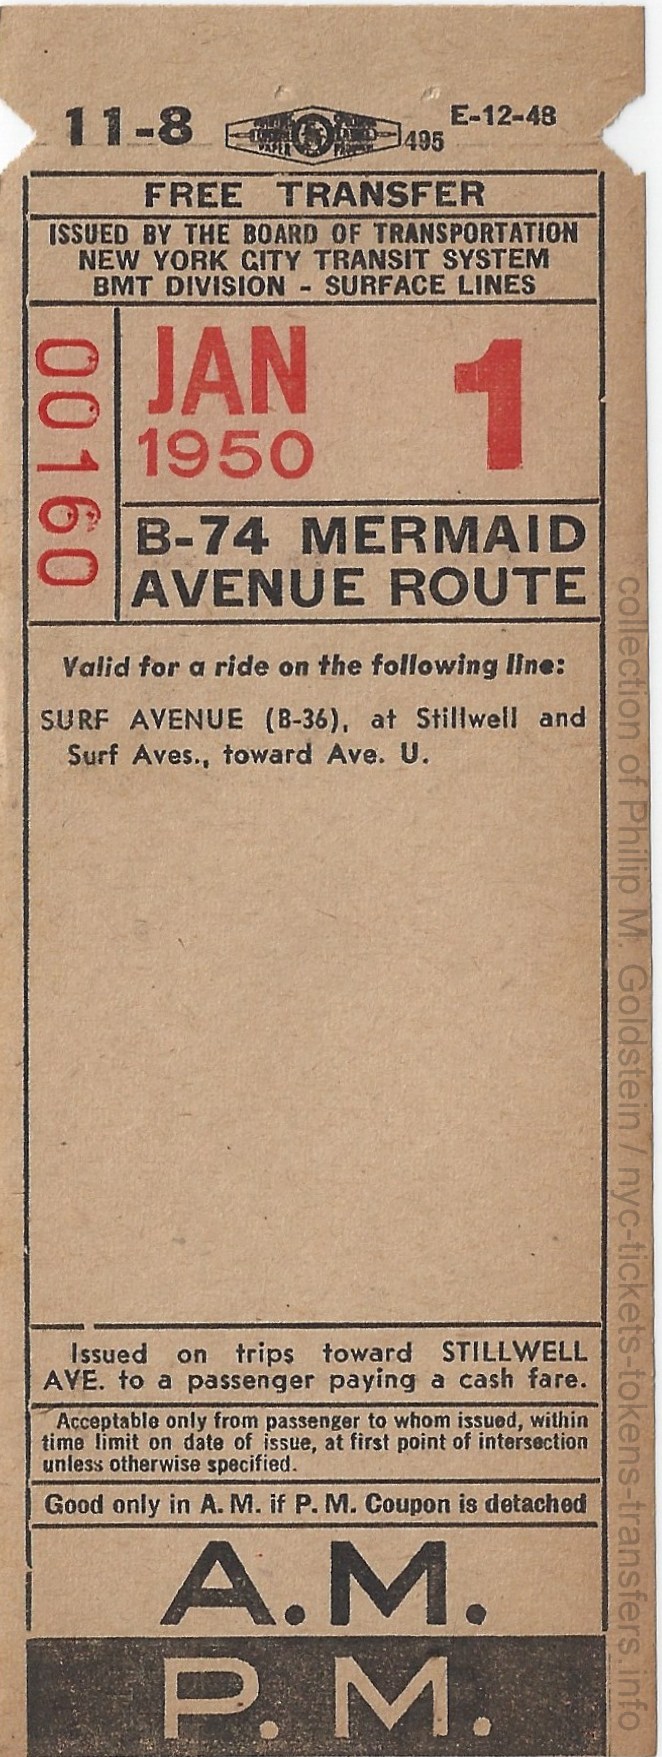 11-8
495
E-12-48
FREE TRANSFER
ISSUED BY THE BOARD OF TRANSPORTATION
NEW YORK CITY TRANSIT SYSTEM
BMT DIVISION - SURFACE LINES
00160
JAN 1
1950
B-74 MERMAID
AVENUE ROUTE
Valid for a ride on the following line:
SURF AVENUE (B-36), at Stillwell and
Surf Aves., toward Ave. U.
Issued on trips toward STILLWELL
AVE. to a passenger paying a cash fare.
Acceptable only from passenger to whom issued, within
time limit on date of issue, at first point of intersection
unless otherwise specified.
Good only in A. M. if P. M. Coupon is detached
A.M.
P.M.
collection of Philip M. Goldstein / nyc-tickets-tokens-transfers.info